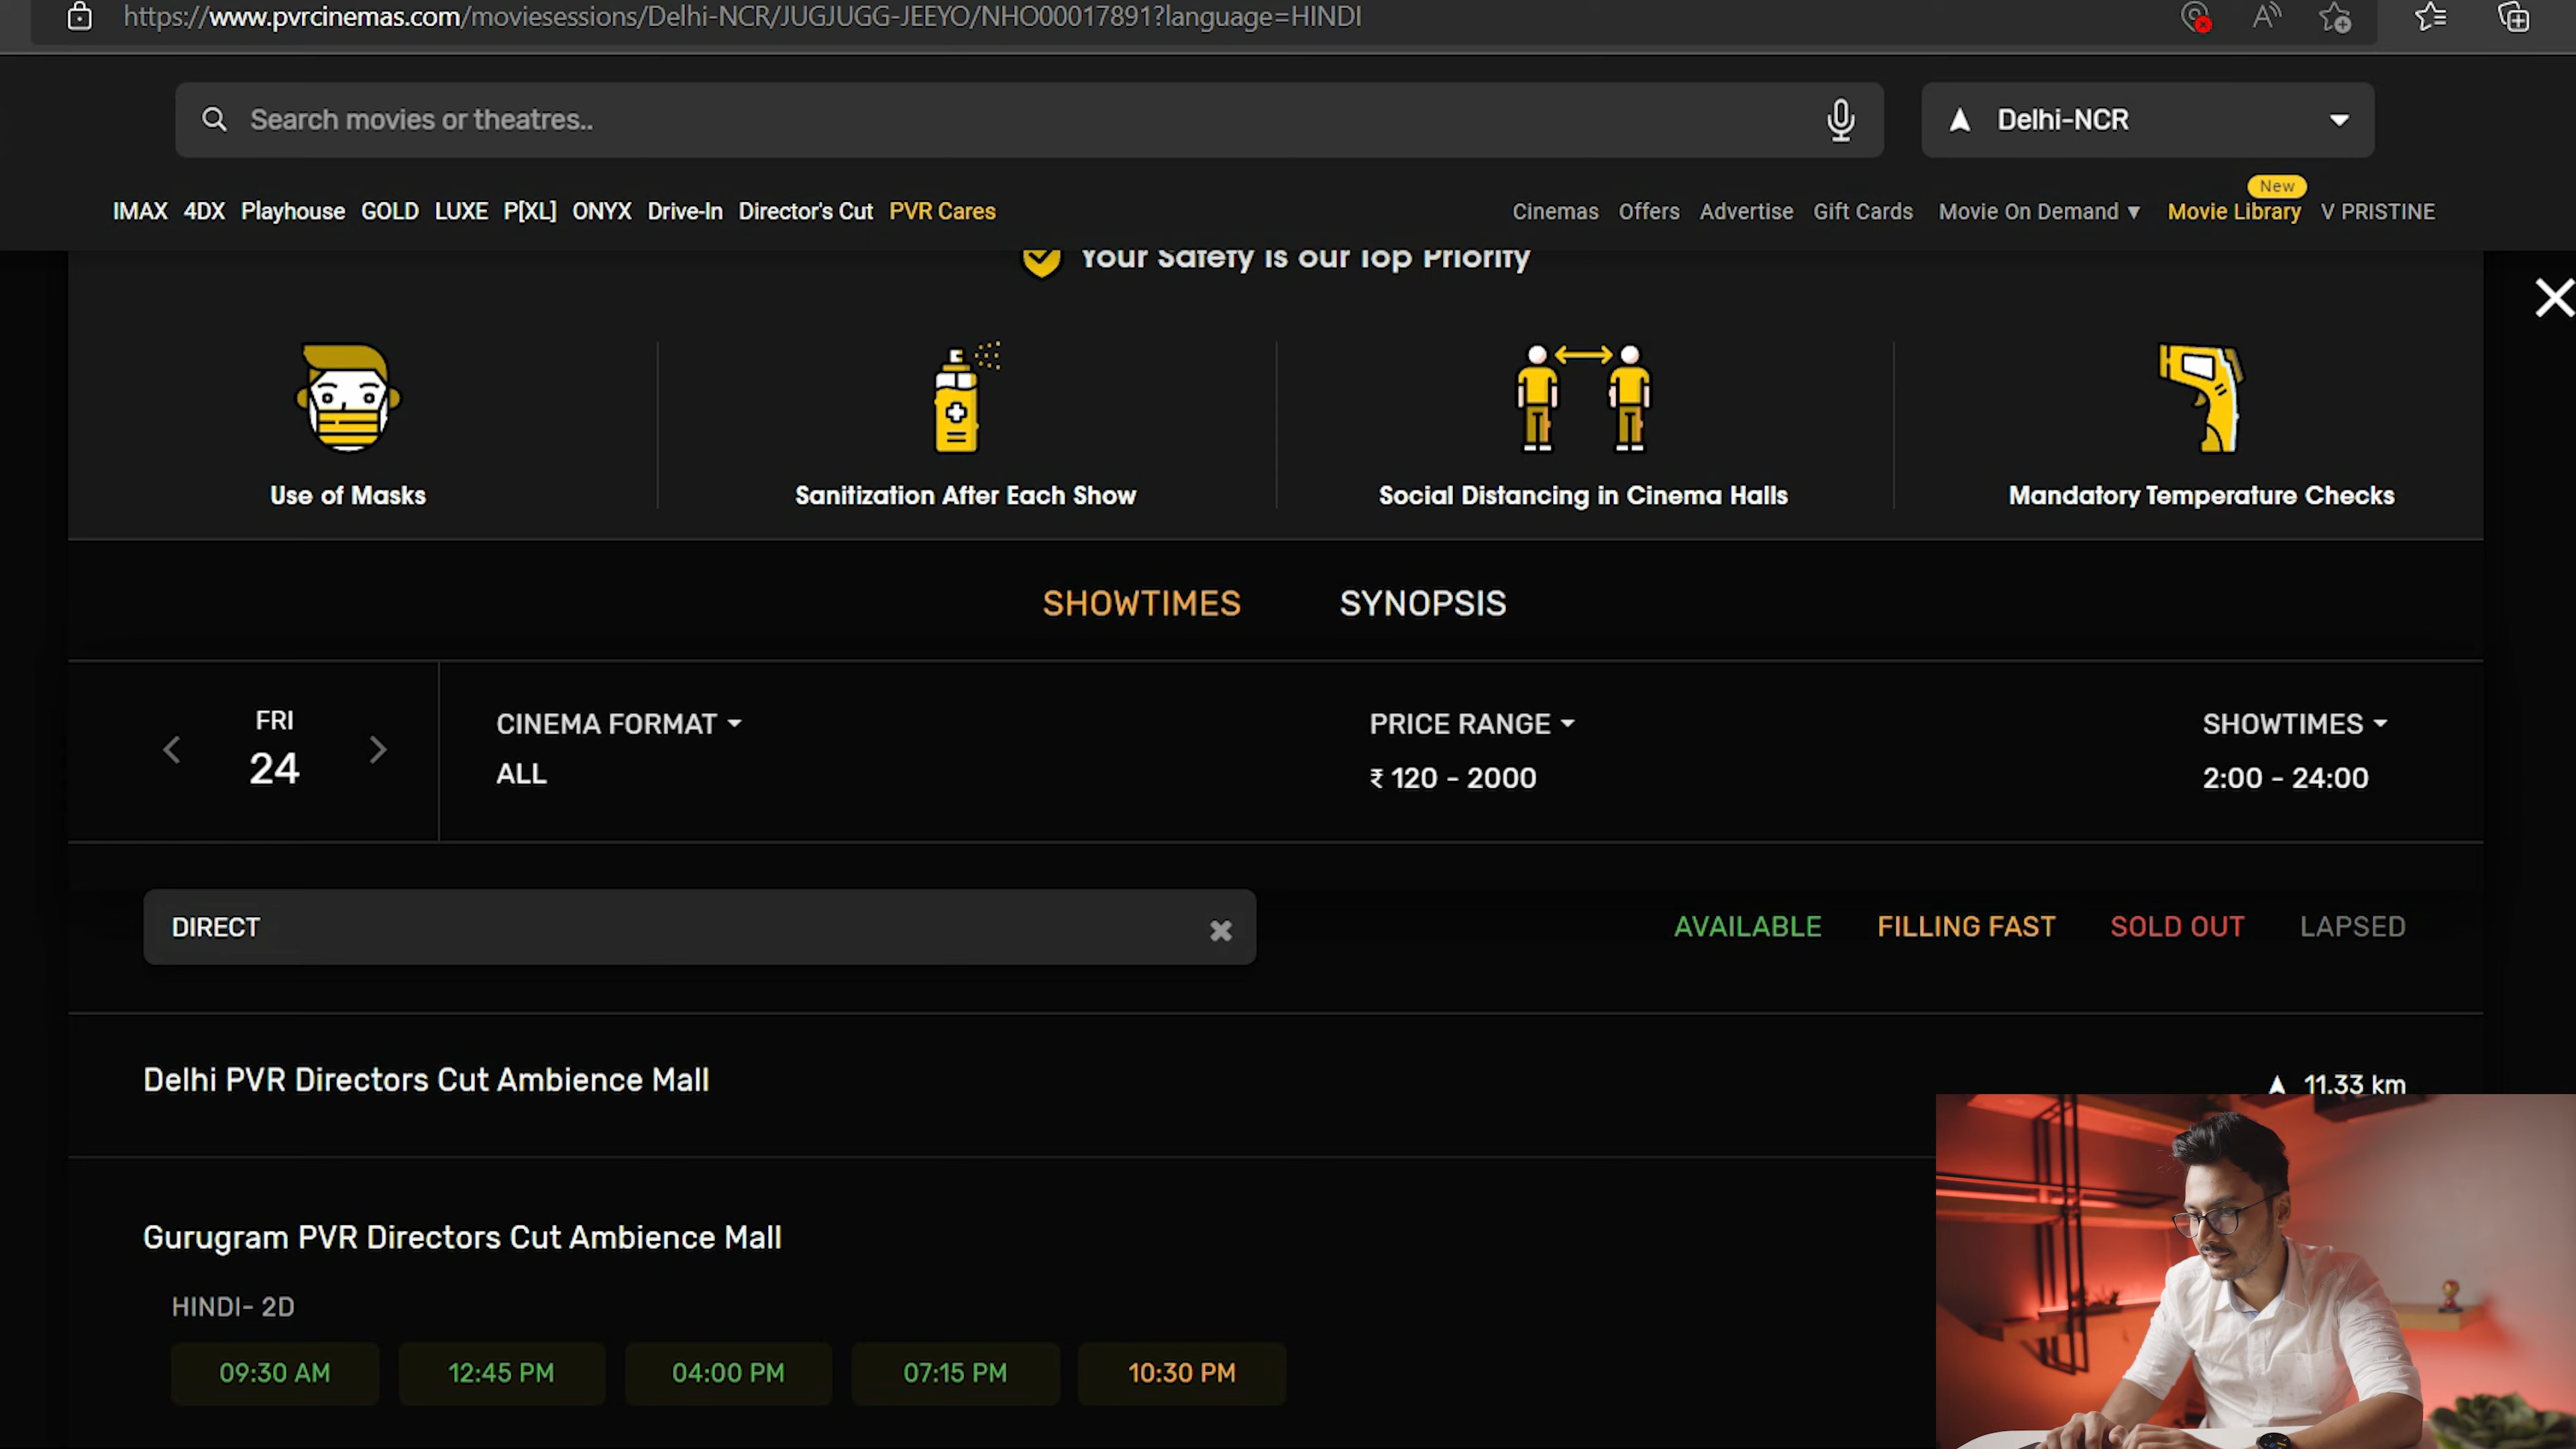 https://www.pvrcinemas.com/moviesessions/Delhi-NCR/JUGJUGG-JEEYO/NHO00017891?language=HINDI
Search movies or theatres..
Delhi-NCR
IMAX 4DX Playhouse GOLD LUXE P[XL] ONYX Drive-In Director's Cut PVR Cares
Cinemas Offers Advertise Gift Cards Movie On Demand ▼ Movie Library New V PRISTINE
Your Safety is our Top Priority
Use of Masks
Sanitization After Each Show
Social Distancing in Cinema Halls
Mandatory Temperature Checks
SHOWTIMES SYNOPSIS
FRI
24
CINEMA FORMAT
ALL
PRICE RANGE
₹ 120 - 2000
SHOWTIMES
2:00 - 24:00
DIRECT
AVAILABLE FILLING FAST SOLD OUT LAPSED
Delhi PVR Directors Cut Ambience Mall
11.33 km
Gurugram PVR Directors Cut Ambience Mall
HINDI- 2D
09:30 AM 12:45 PM 04:00 PM 07:15 PM 10:30 PM